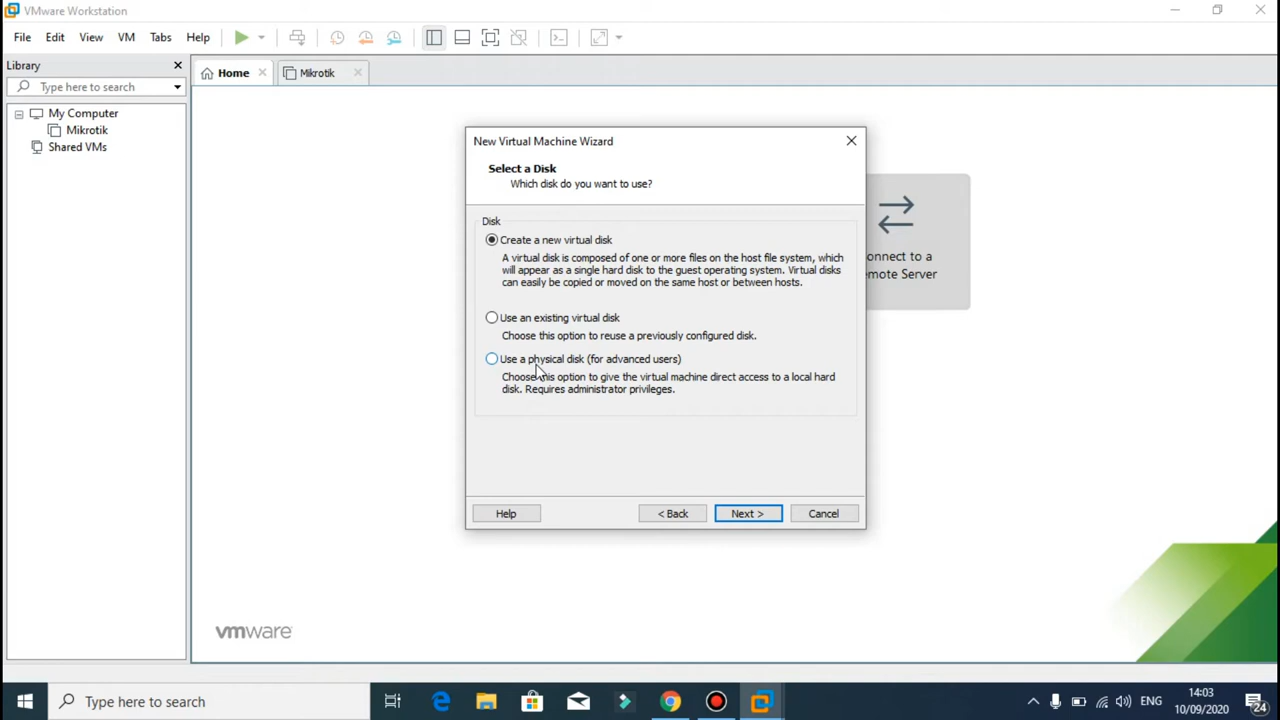 VMware Workstation
File Edit View VM Tabs Help
Library
Type here to search
My Computer
Mikrotik
Shared VMs
Home
Mikrotik
New Virtual Machine Wizard
Select a Disk
Which disk do you want to use?
Disk
Create a new virtual disk
A virtual disk is composed of one or more files on the host file system, which
will appear as a single hard disk to the guest operating system. Virtual disks
can easily be copied or moved on the same host or between hosts.
Use an existing virtual disk
Choose this option to reuse a previously configured disk.
Use a physical disk (for advanced users)
Choose this option to give the virtual machine direct access to a local hard
disk. Requires administrator privileges.
Help
< Back
Next >
Cancel
onnect to a
mote Server
vmware
Type here to search
ENG
14:03
10/09/2020
24